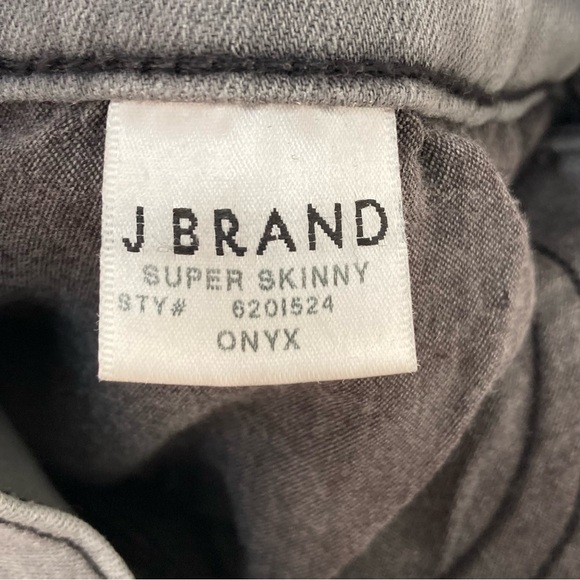 J BRAND
SUPER SKINNY
STY# 6201524
ONYX